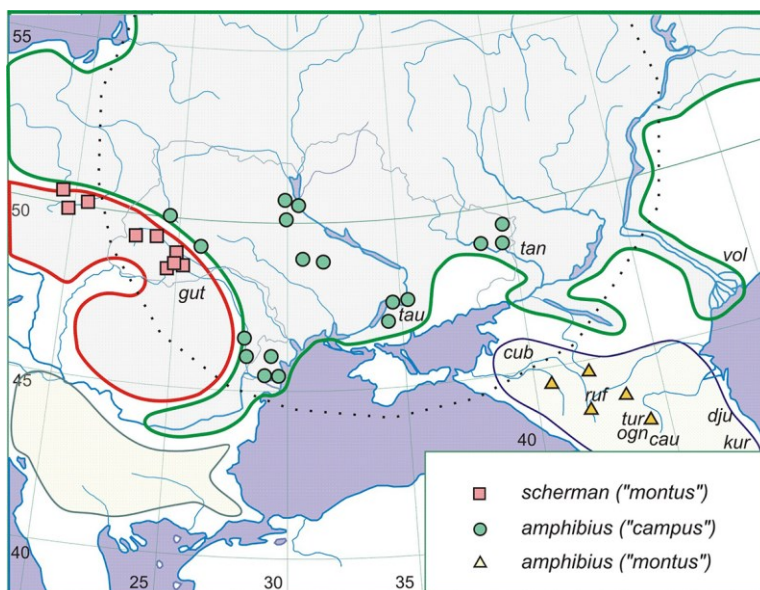 55
50
vol
tan
gut
tau
45
cub
ruf
40
tur
dju
ogn cau
kur
scherman ("montus")
amphibius ("campus")
40
amphibius ("montus")
25
30
35